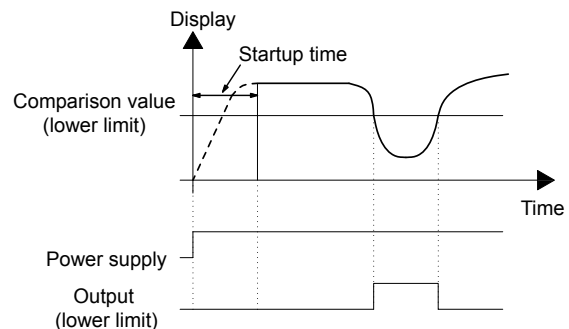 Display
Startup time
Comparison value
(lower limit)
Time
Power supply
Output
(lower limit)